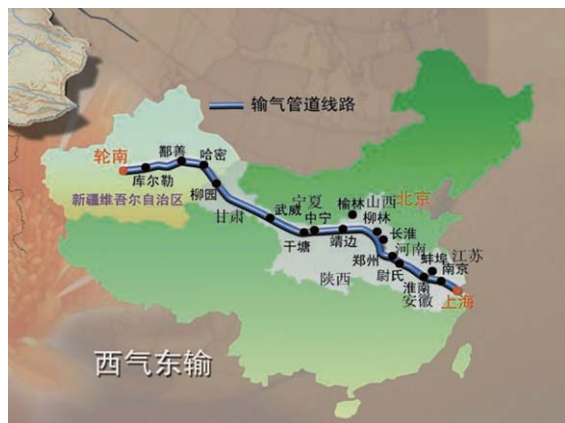 输气管道线路
轮南
鄯善
哈密
库尔勒
柳园
新疆维吾尔自治区
甘肃
武威
宁夏
中宁
干塘
榆林
山西
北京
柳林
靖边
长淮
河南
郑州
尉氏
陕西
蚌埠
江苏
南京
淮南
安徽
上海
西气东输